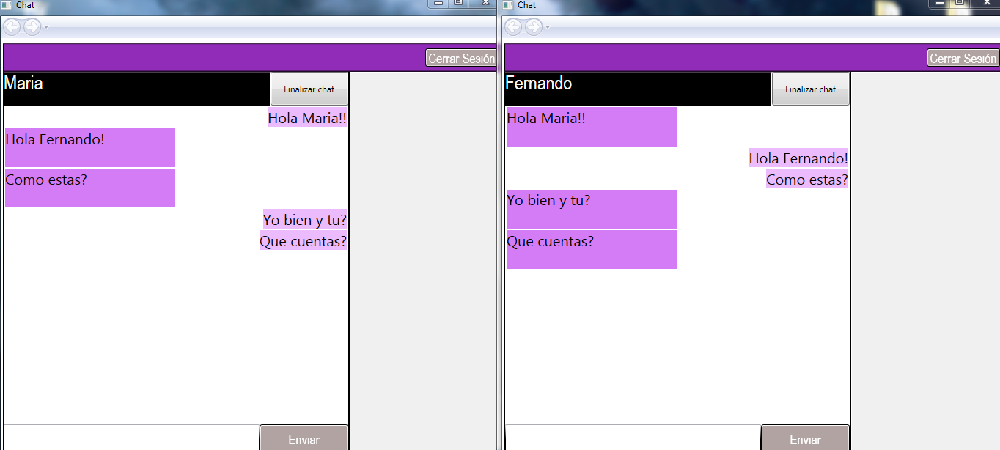 Chat
Cerrar Sesión
Maria
Finalizar chat
Hola Maria!!
Hola Fernando!
Como estas?
Yo bien y tu?
Que cuentas?
Enviar
Chat
Cerrar Sesión
Fernando
Finalizar chat
Hola Maria!!
Hola Fernando!
Como estas?
Yo bien y tu?
Que cuentas?
Enviar